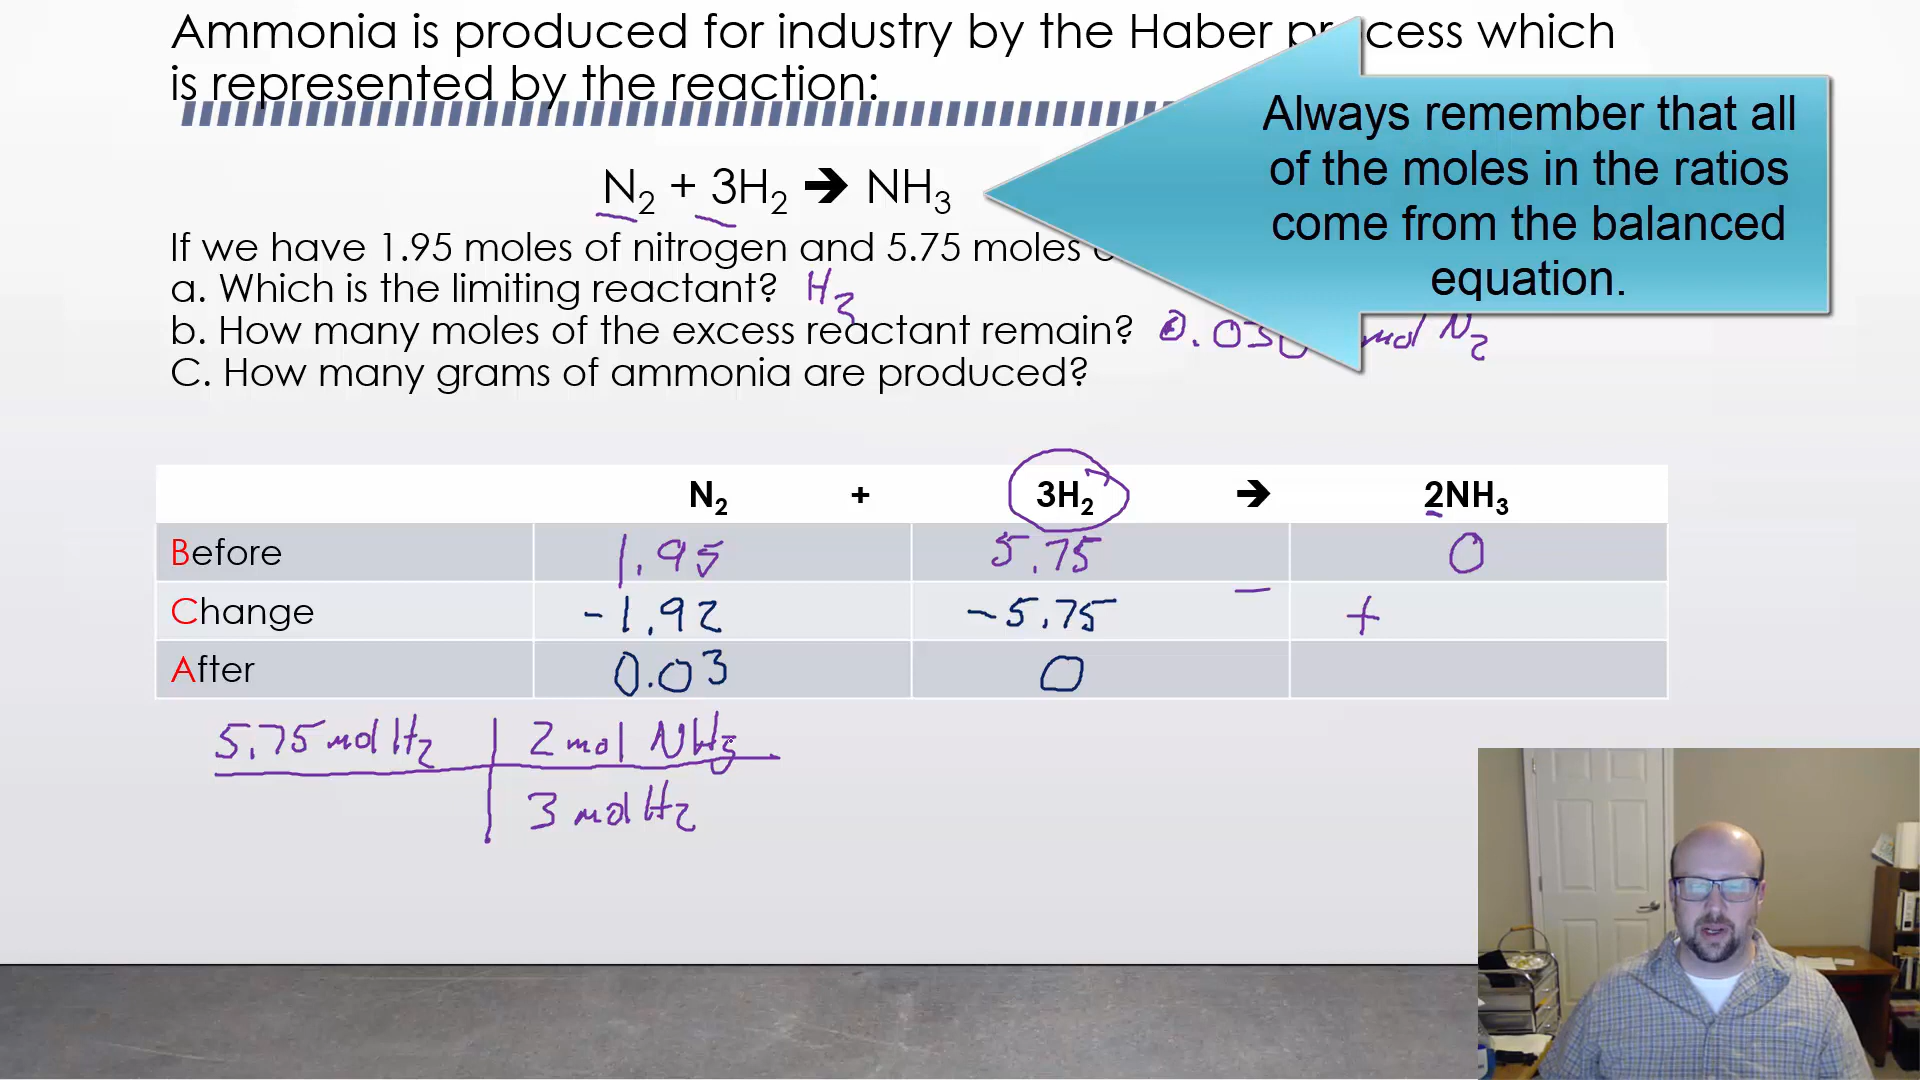 Ammonia is produced for industry by the Haber process which
is represented by the reaction:
Always remember that all
of the moles in the ratios
come from the balanced
equation.
N2 + 3H2 🡪 NH3
If we have 1.95 moles of nitrogen and 5.75 moles
a. Which is the limiting reactant? H2
b. How many moles of the excess reactant remain? 0.030 mol N2
C. How many grams of ammonia are produced?
N2 + 3H2 🡪 2NH3
Before 1.95 5.75 0
Change -1.92 -5.75 - +
After 0.03 0
5.75 mol H2 | 2 mol NH3
3 mol H2